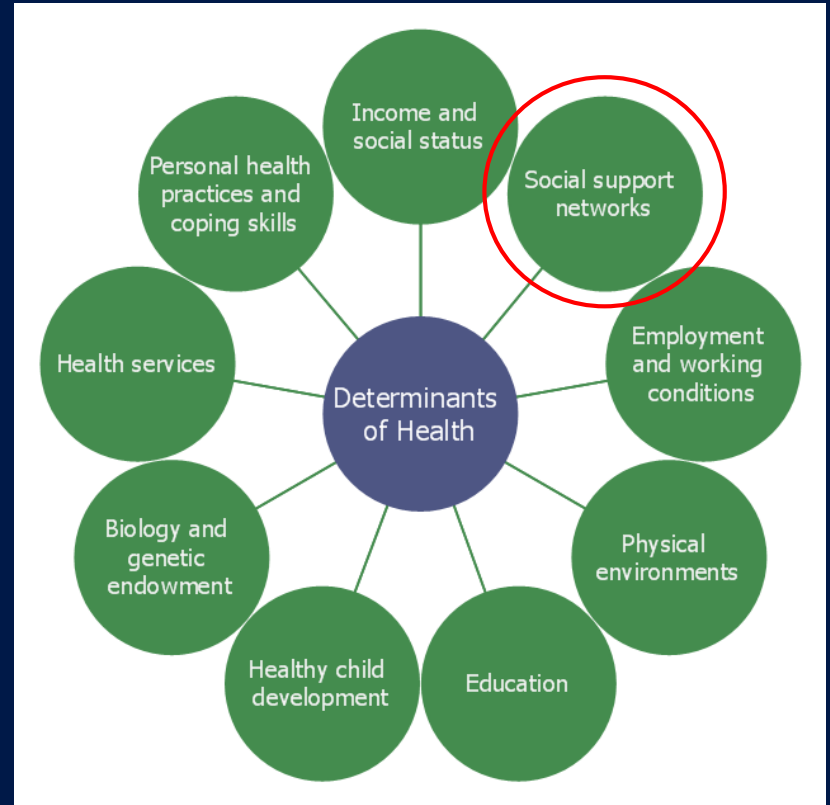 Income and
social status
Social support
networks
Employment
and working
conditions
Physical
environments
Education
Healthy child
development
Biology and
genetic
endowment
Health services
Personal health
practices and
coping skills
Determinants
of Health